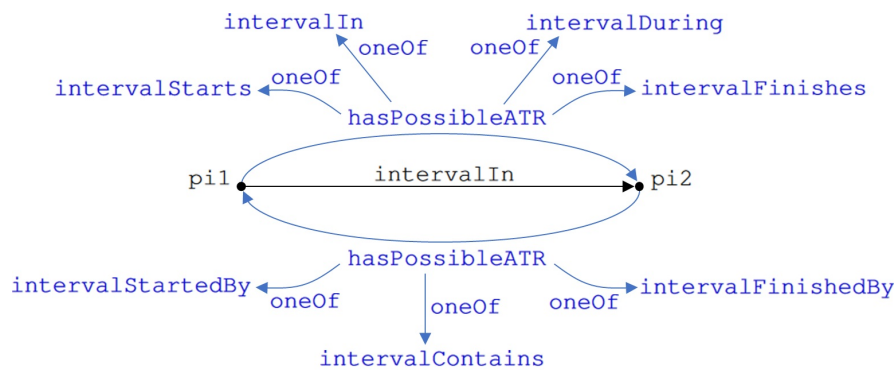 intervalIn
intervalDuring
oneOf
oneOf
intervalStarts
oneOf
oneOf
intervalFinishes
hasPossibleATR
pi1
intervalIn
pi2
hasPossibleATR
intervalStartedBy
oneOf
oneOf
oneOf
intervalFinishedBy
intervalContains